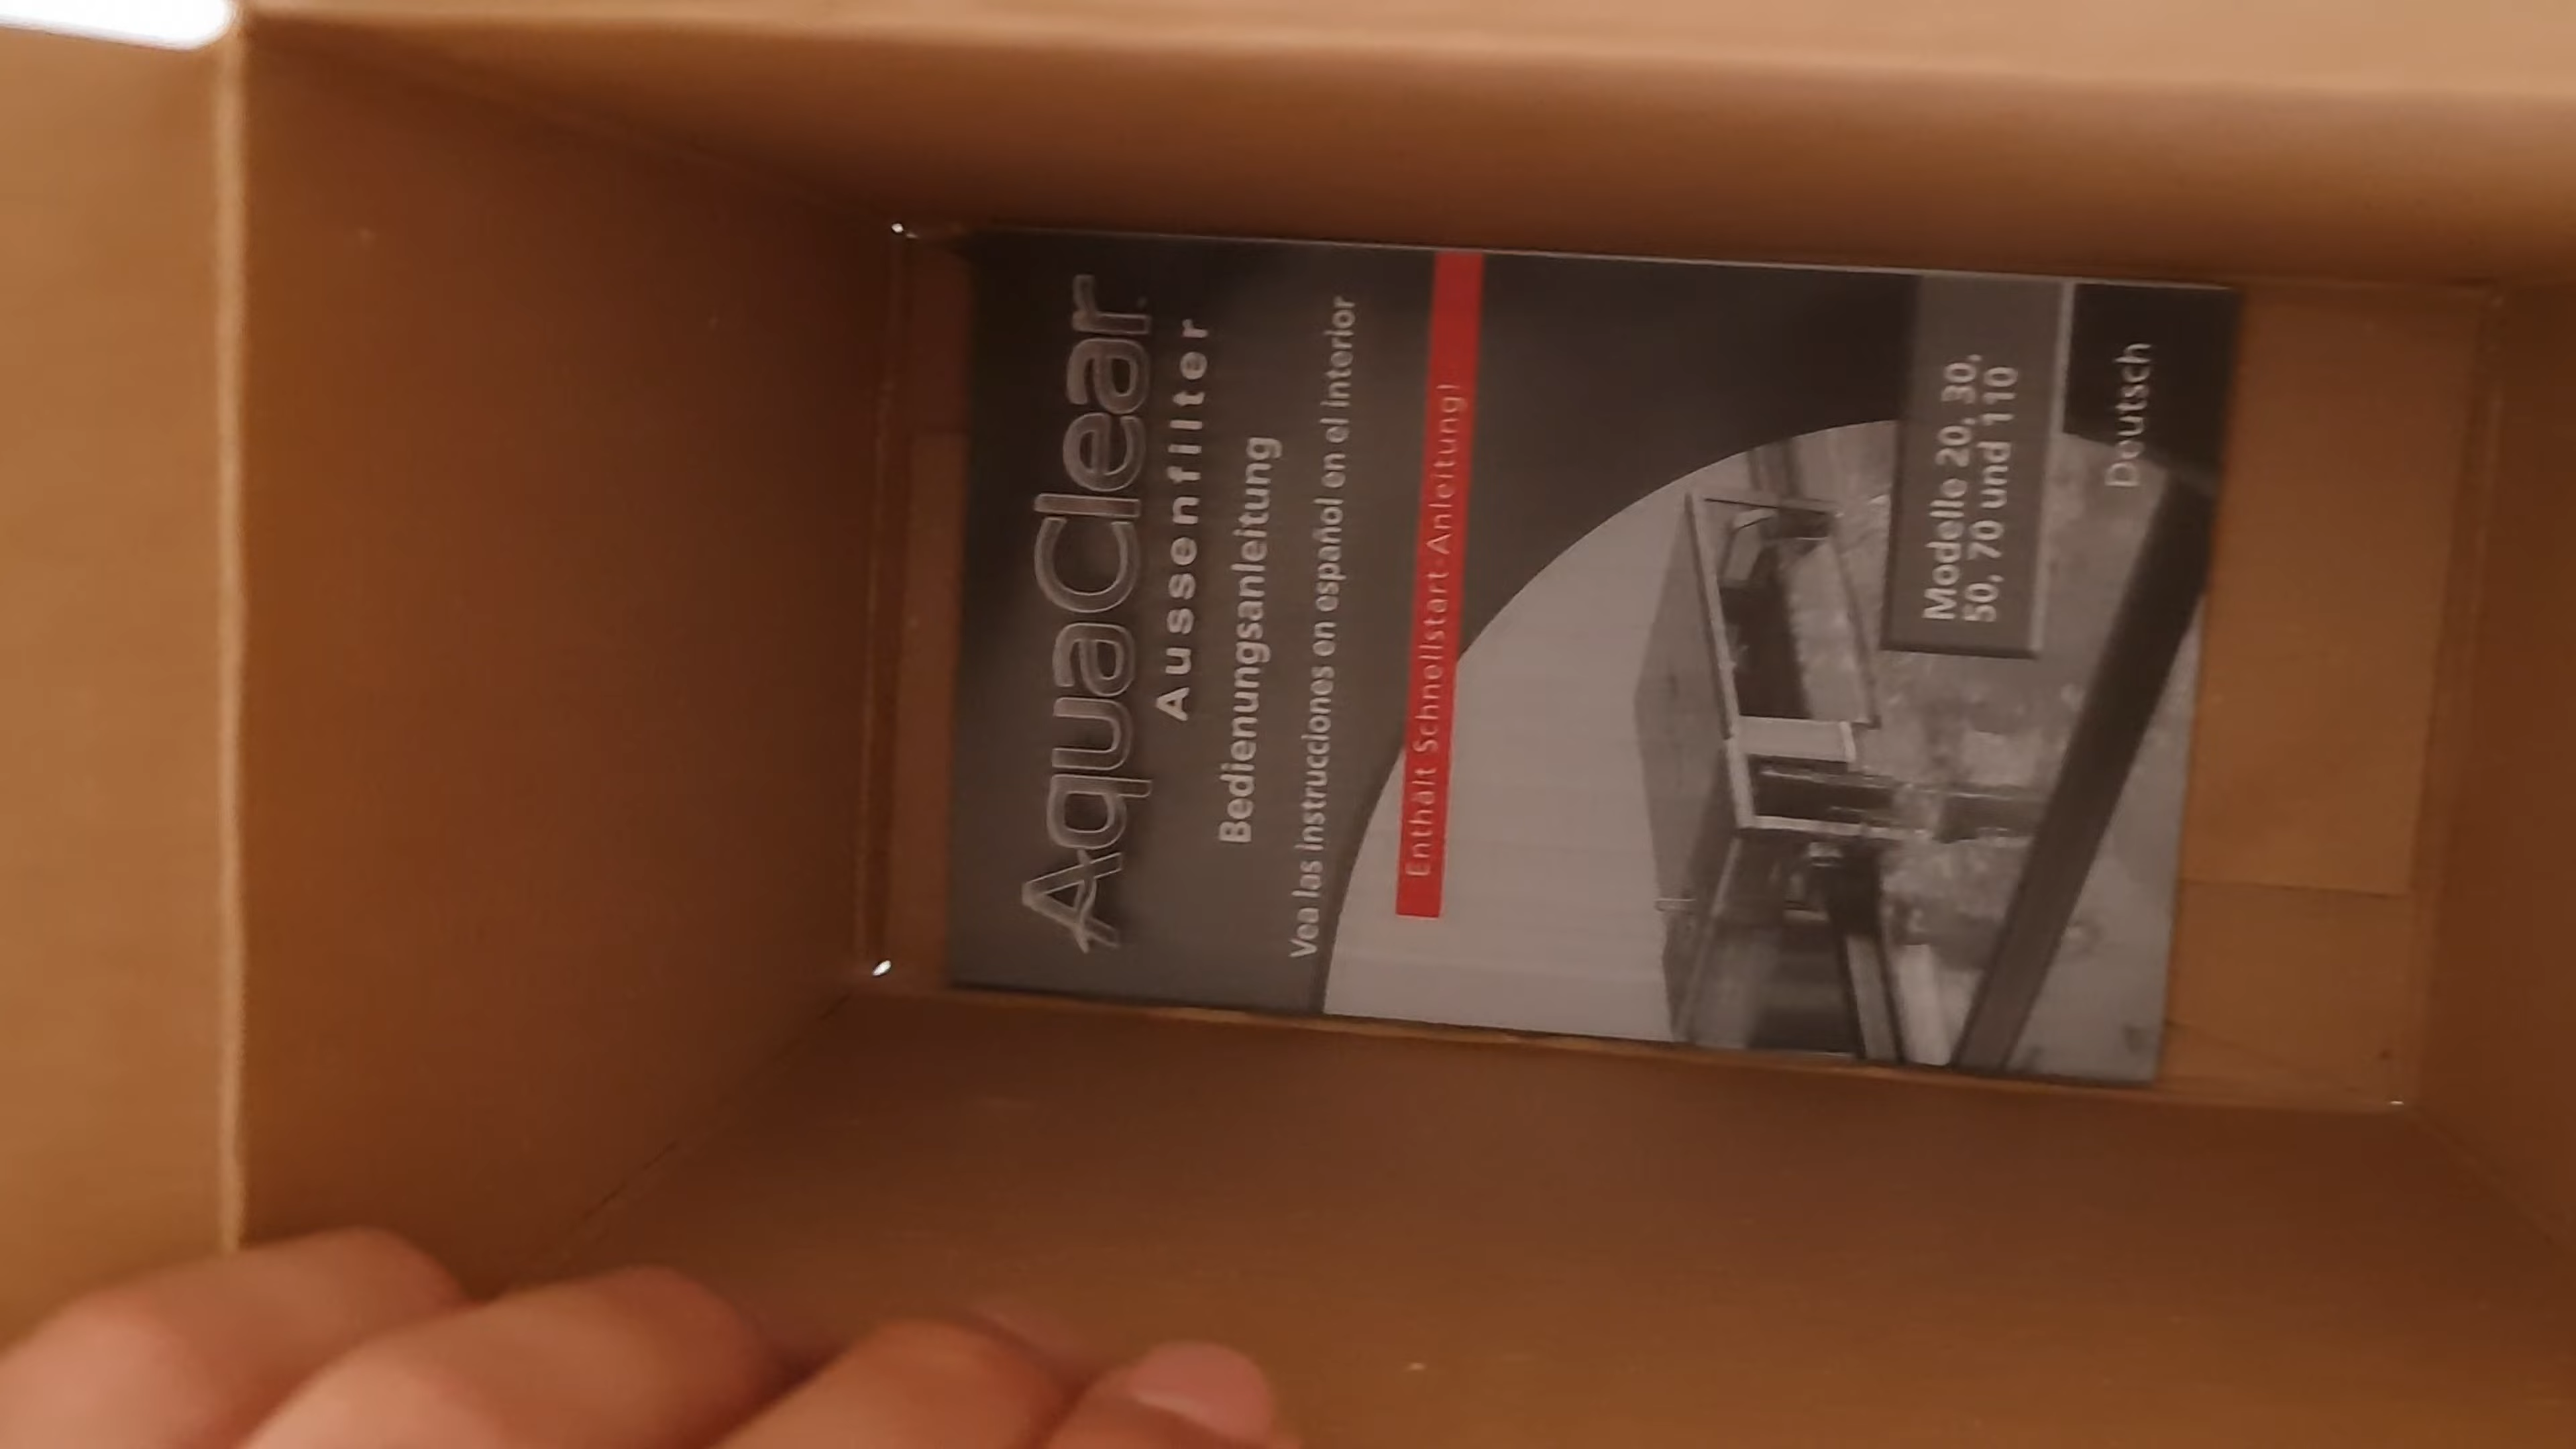 AquaClear
Aussenfilter
Bedienungsanleitung
Vea las instrucciones en español en el interior
Enthält Schnellstart-Anleitung!
Modelle 20, 30,
50, 70 und 110
Deutsch